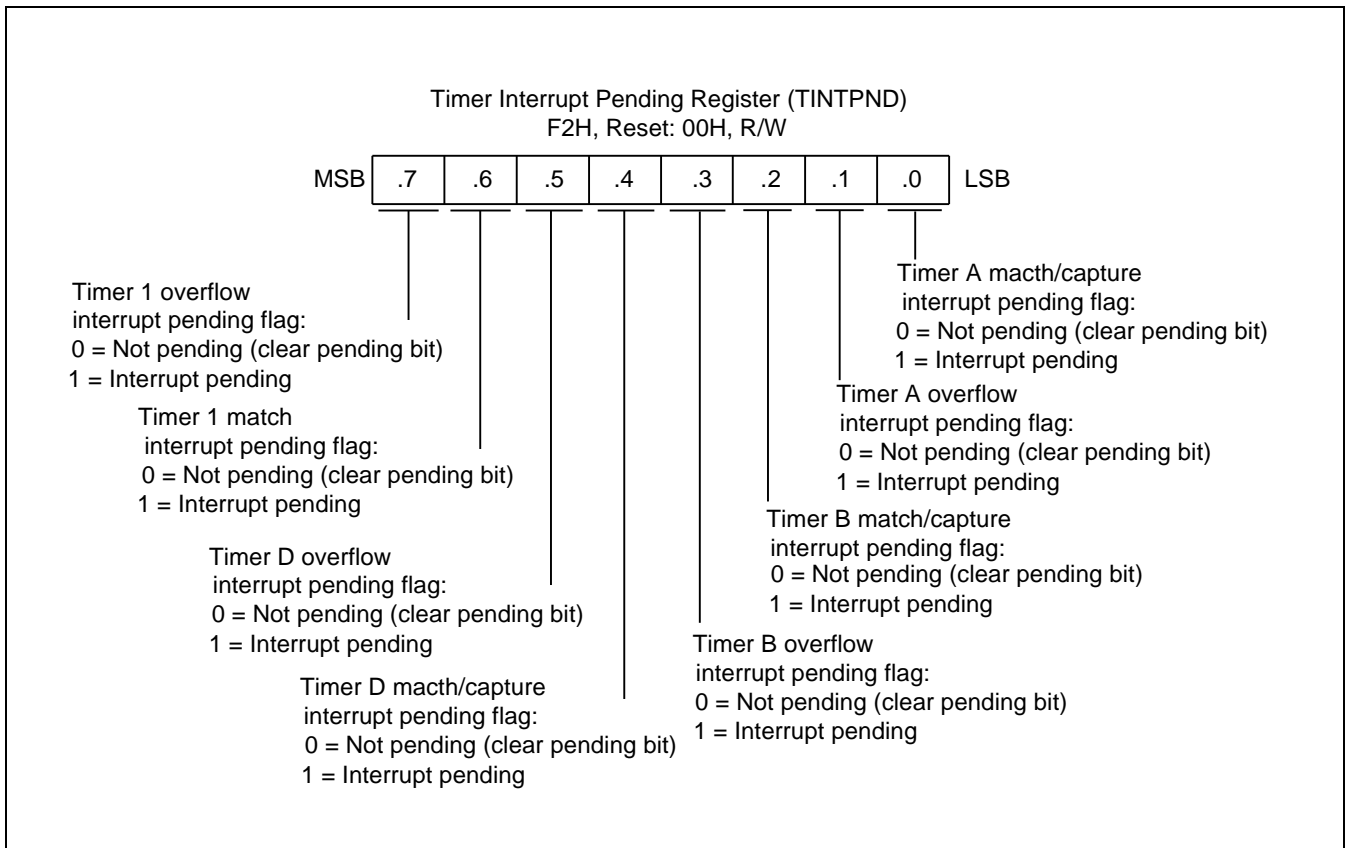 Timer Interrupt Pending Register (TINTPND)
F2H, Reset: 00H, R/W
MSB .7 .6 .5 .4 .3 .2 .1 .0 LSB
Timer 1 overflow
interrupt pending flag:
0 = Not pending (clear pending bit)
1 = Interrupt pending
Timer 1 match
interrupt pending flag:
0 = Not pending (clear pending bit)
1 = Interrupt pending
Timer D overflow
interrupt pending flag:
0 = Not pending (clear pending bit)
1 = Interrupt pending
Timer D macth/capture
interrupt pending flag:
0 = Not pending (clear pending bit)
1 = Interrupt pending
Timer A macth/capture
interrupt pending flag:
0 = Not pending (clear pending bit)
1 = Interrupt pending
Timer A overflow
interrupt pending flag:
0 = Not pending (clear pending bit)
1 = Interrupt pending
Timer B match/capture
interrupt pending flag:
0 = Not pending (clear pending bit)
1 = Interrupt pending
Timer B overflow
interrupt pending flag:
0 = Not pending (clear pending bit)
1 = Interrupt pending